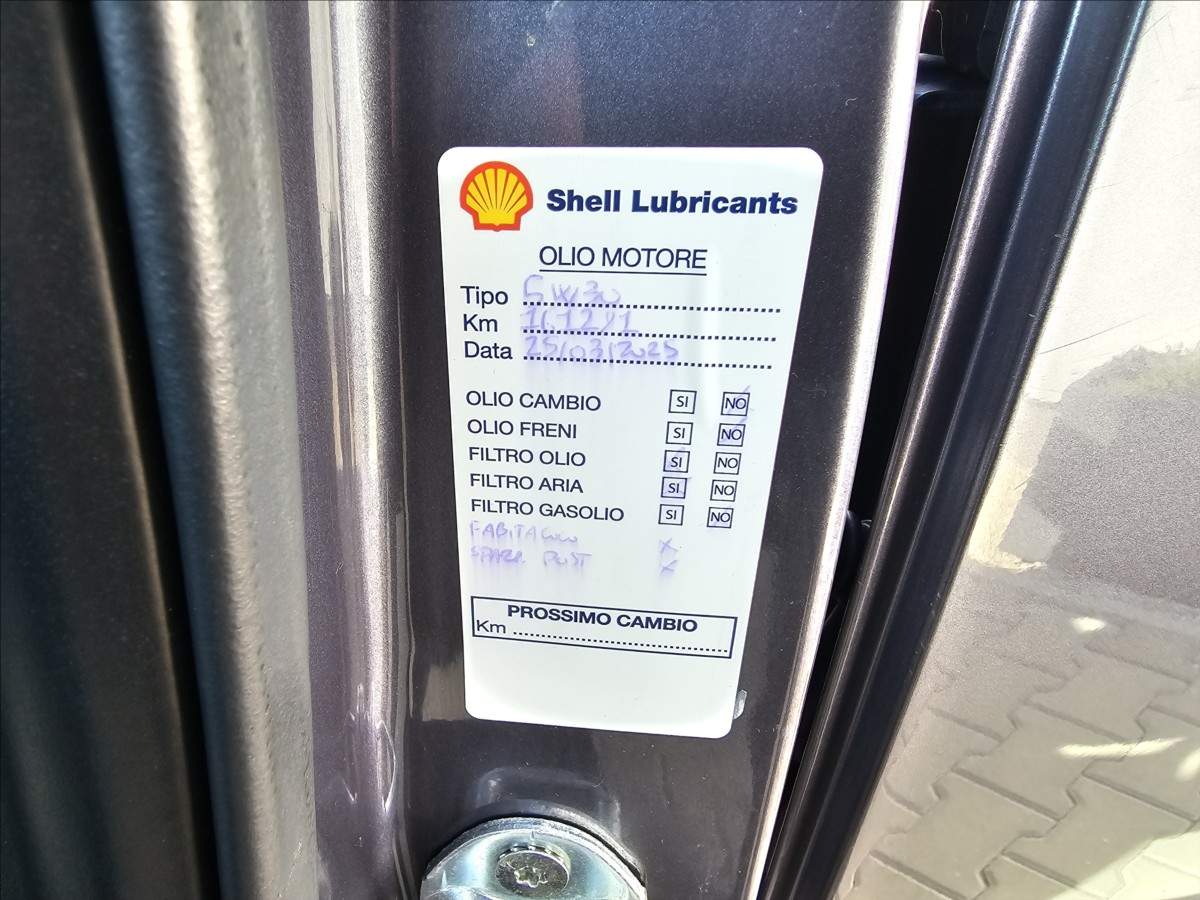 Shell Lubricants
OLIO MOTORE
Tipo 5W30
Km
Data 25/03/2025
OLIO CAMBIO SI NO
OLIO FRENI SI NO
FILTRO OLIO SI NO
FILTRO ARIA SI NO
FILTRO GASOLIO SI NO
X
X
PROSSIMO CAMBIO
Km